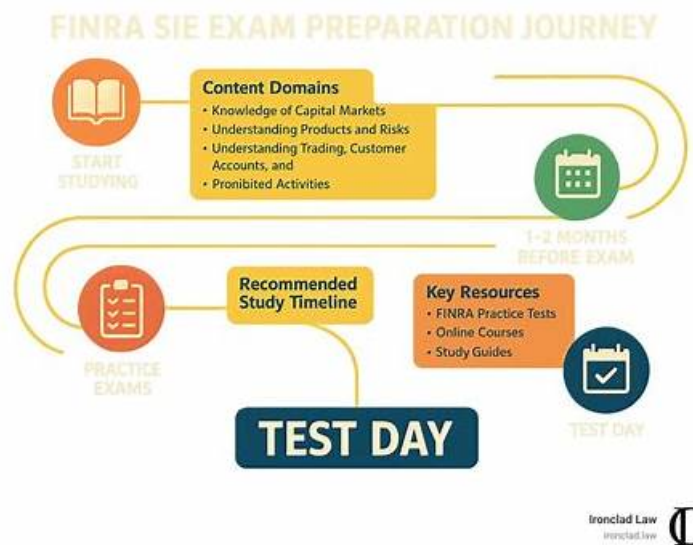 FINRA SIE EXAM PREPARATION JOURNEY
START
STUDYING
Content Domains
• Knowledge of Capital Markets
• Understanding Products and Risks
• Understanding Trading, Customer
Accounts, and
• Pronibited Activities
1-2 MONTHS
BEFORE EXAM
PRACTICE
EXAMS
Recommended
Study Timeline
Key Resources
• FINRA Practice Tests
• Online Courses
• Study Guides
TEST DAY
TEST DAY
Ironclad Law
ironclad.law